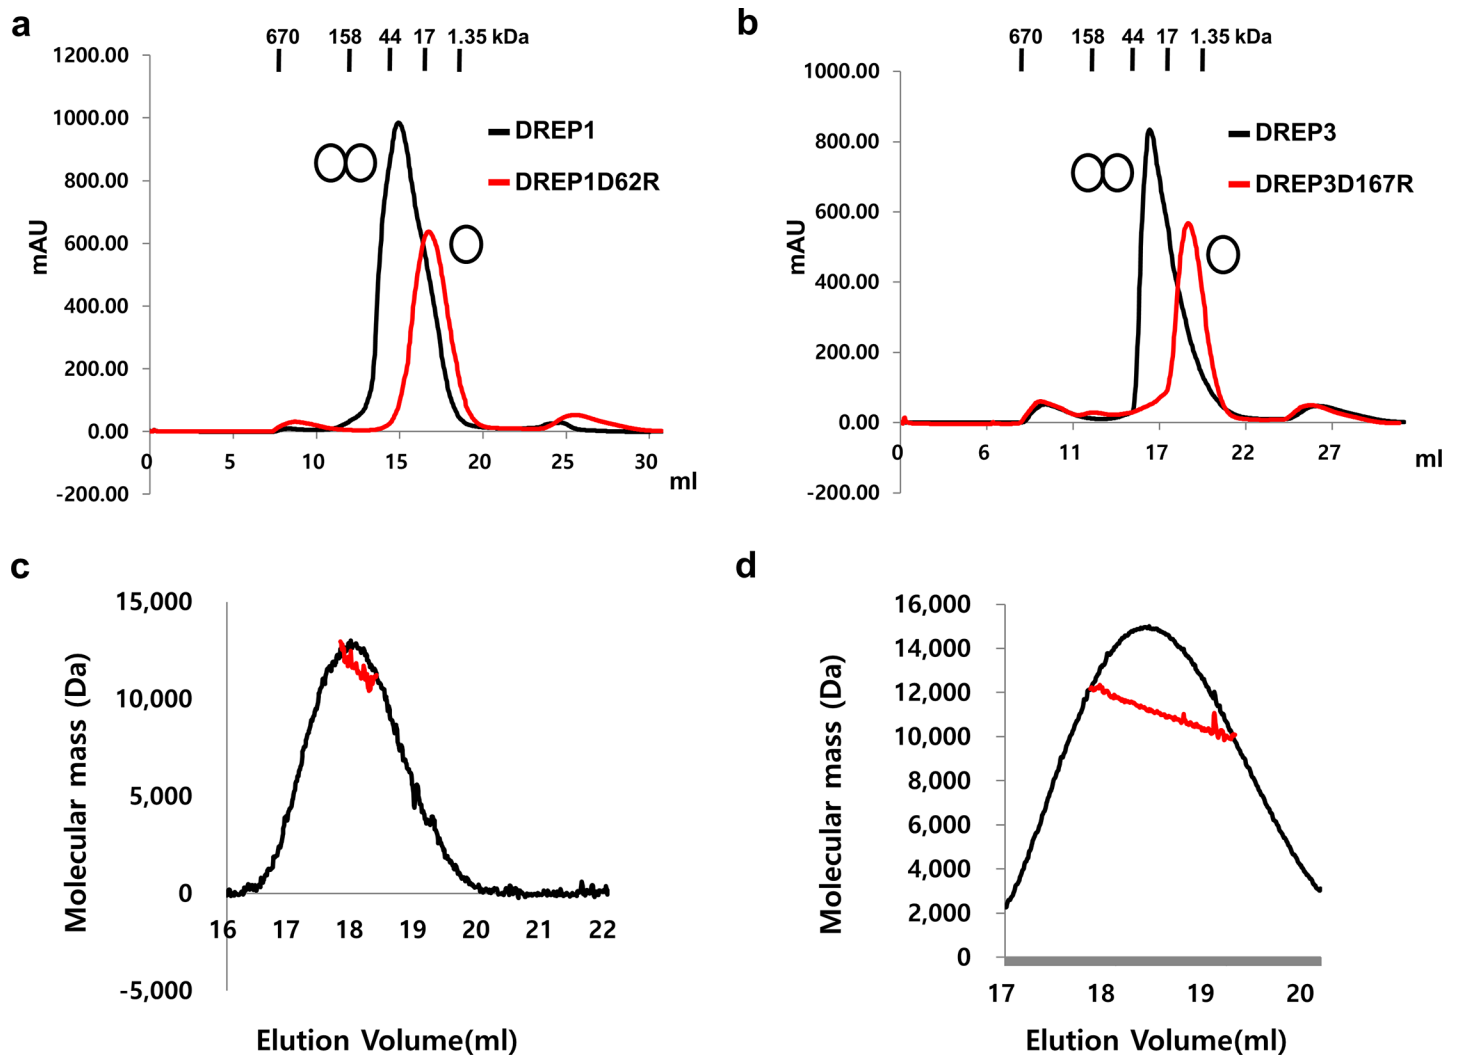 a
670 158 44 17 1.35 kDa
1200.00
1000.00
800.00
600.00
400.00
200.00
0.00
-200.00
mAU
DREP1
DREP1D62R
0 5 10 15 20 25 30
ml
b
670 158 44 17 1.35 kDa
1000.00
800.00
600.00
400.00
200.00
0.00
-200.00
mAU
DREP3
DREP3D167R
0 6 11 17 22 27
ml
c
15,000
10,000
5,000
0
-5,000
Molecular mass (Da)
16 17 18 19 20 21 22
Elution Volume(ml)
d
16,000
14,000
12,000
10,000
8,000
6,000
4,000
2,000
0
Molecular mass (Da)
17 18 19 20
Elution Volume(ml)